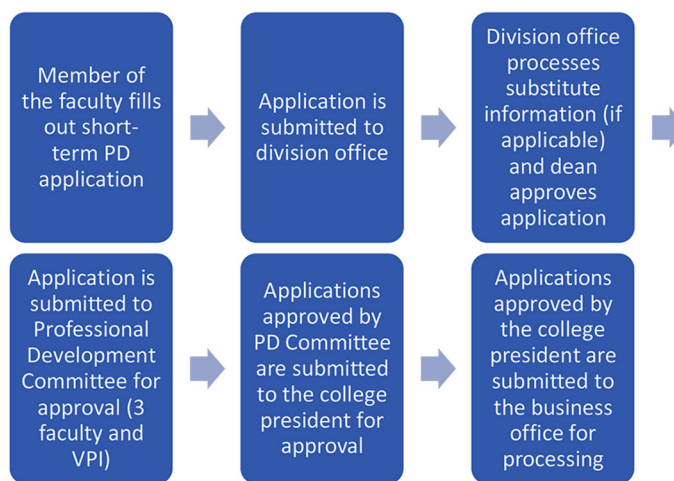 Member of
the faculty fills
out short-
term PD
application
Application is
submitted to
division office
Division office
processes
substitute
information (if
applicable)
and dean
approves
application
Application is
submitted to
Professional
Development
Committee for
approval (3
faculty and
VPI)
Applications
approved by
PD Committee
are submitted
to the college
president for
approval
Applications
approved by
the college
president are
submitted to
the business
office for
processing